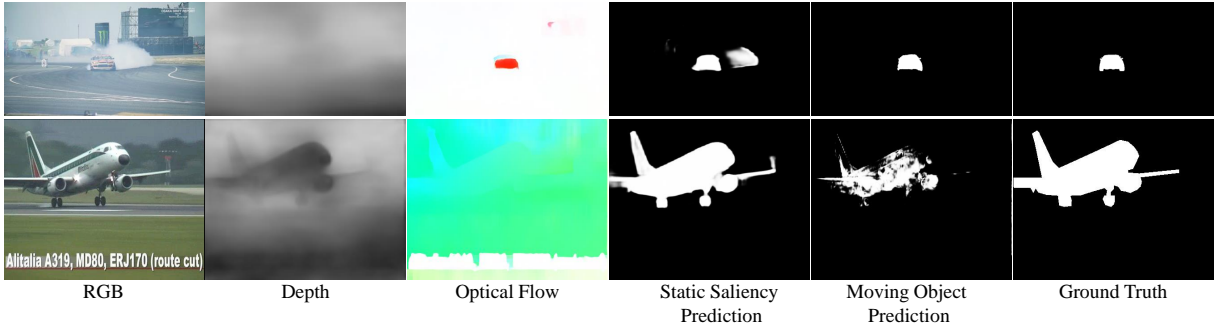 Alitalia A319, MD80, ERJ170 (route cut)
RGB
Depth
Optical Flow
Static Saliency
Prediction
Moving Object
Prediction
Ground Truth